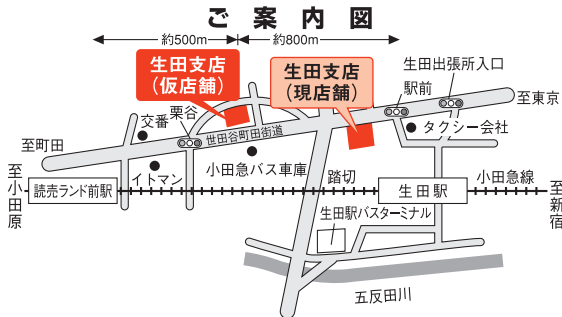 ご案内図
約500m
約800m
生田支店
(仮店舗)
生田支店
(現店舗)
生田出張所入口
駅前
至東京
栗谷
交番
タクシー会社
世田谷町田街道
至町田
イトマン
小田急バス車庫
踏切
至小田原
読売ランド前駅
生田駅
小田急線
至新宿
生田駅バスターミナル
五反田川